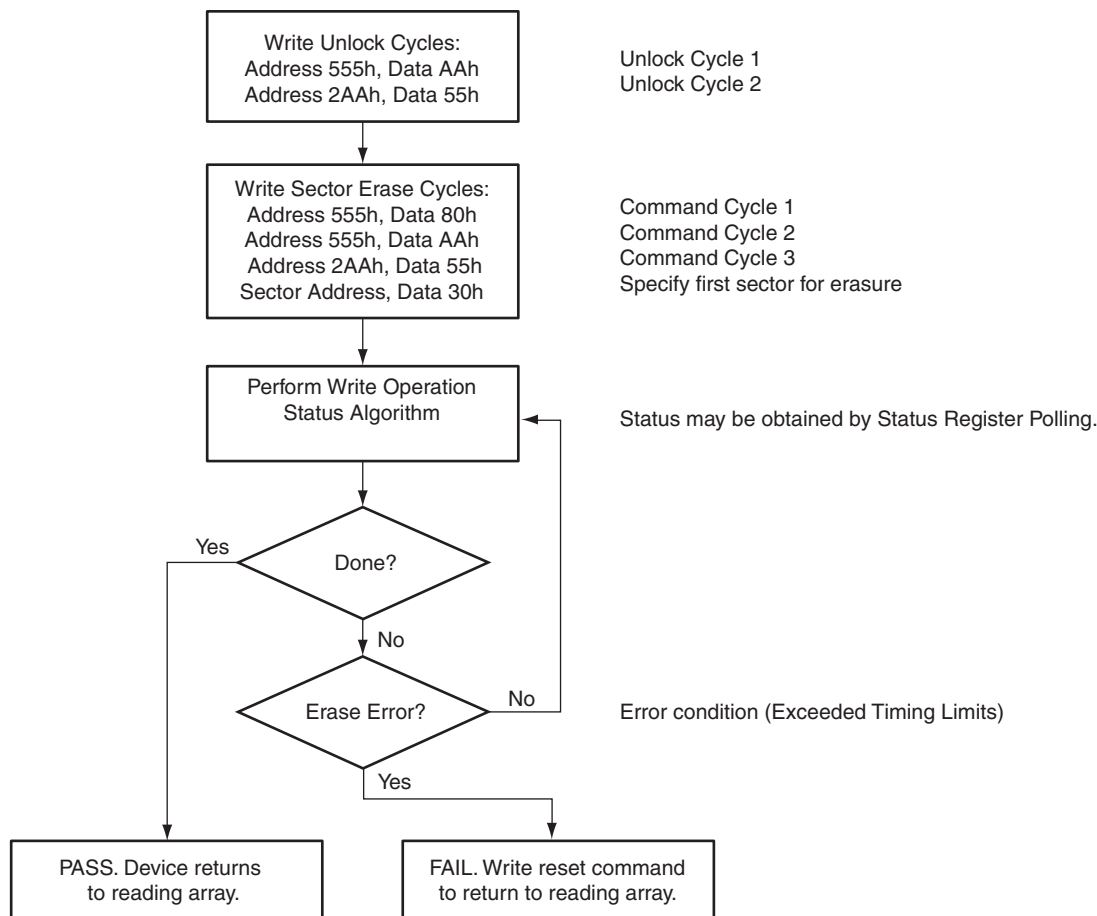 Write Unlock Cycles:
Address 555h, Data AAh
Address 2AAh, Data 55h
Unlock Cycle 1
Unlock Cycle 2
Write Sector Erase Cycles:
Address 555h, Data 80h
Address 555h, Data AAh
Address 2AAh, Data 55h
Sector Address, Data 30h
Command Cycle 1
Command Cycle 2
Command Cycle 3
Specify first sector for erasure
Perform Write Operation
Status Algorithm
Status may be obtained by Status Register Polling.
Yes
Done?
No
Erase Error?
No
Error condition (Exceeded Timing Limits)
Yes
PASS. Device returns
to reading array.
FAIL. Write reset command
to return to reading array.